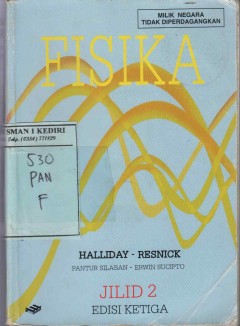 MILIK NEGARA
TIDAK DIPERDAGANGKAN
FISIKA
SMAN 1 KEDIRI
530
PAN
F
HALLIDAY - RESNICK
PANTUR SILABAN - ERWIN SUCIPTO
JILID 2
EDISI KETIGA